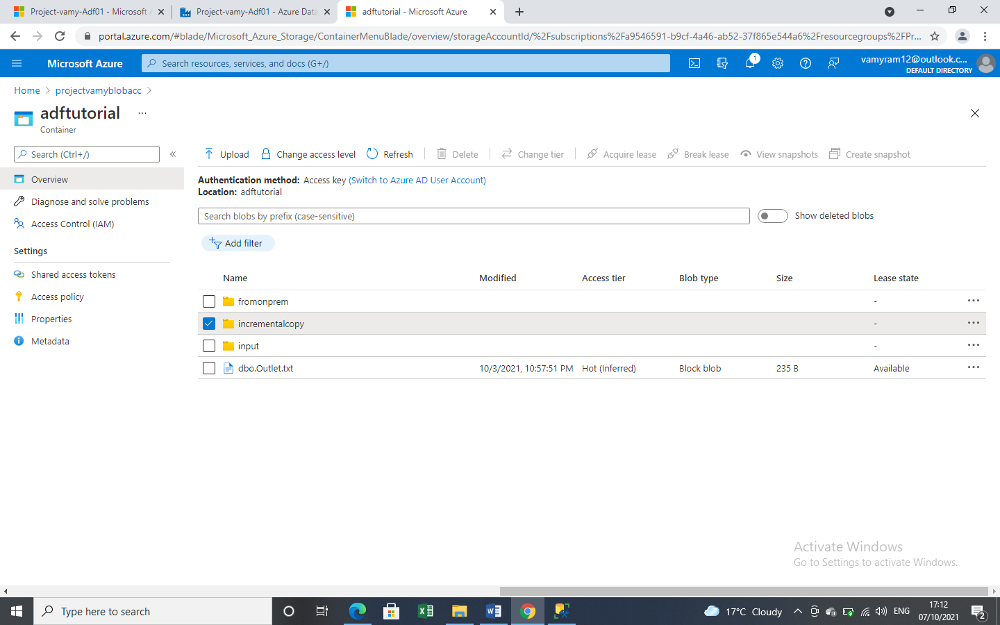 Project-vamy-Adf01 - Microsoft A
Project-vamy-Adf01 - Azure Data
adftutorial - Microsoft Azure
portal.azure.com/#blade/Microsoft_Azure_Storage/ContainerMenuBlade/overview/storageAccountId/%2Fsubscriptions%2Fa9546591-b9cf-4a46-ab52-37f865e544a6%2Fresourcegroups%2FPr...
Microsoft Azure
Search resources, services, and docs (G+/)
1
vamyram12@outlook.c...
DEFAULT DIRECTORY
Home > projectvamyblobacc >
adftutorial ...
Container
Search (Ctrl+/) «
Upload Change access level Refresh Delete Change tier Acquire lease Break lease View snapshots Create snapshot
Overview
Diagnose and solve problems
Access Control (IAM)
Settings
Shared access tokens
Access policy
Properties
Metadata
Authentication method: Access key (Switch to Azure AD User Account)
Location: adftutorial
Search blobs by prefix (case-sensitive)
Show deleted blobs
Add filter
Name Modified Access tier Blob type Size Lease state
fromonprem - ...
incrementalcopy - ...
input - ...
dbo.Outlet.txt 10/3/2021, 10:57:51 PM Hot (Inferred) Block blob 235 B Available ...
Activate Windows
Go to Settings to activate Windows.
Type here to search
17°C Cloudy
ENG
17:12
07/10/2021
2